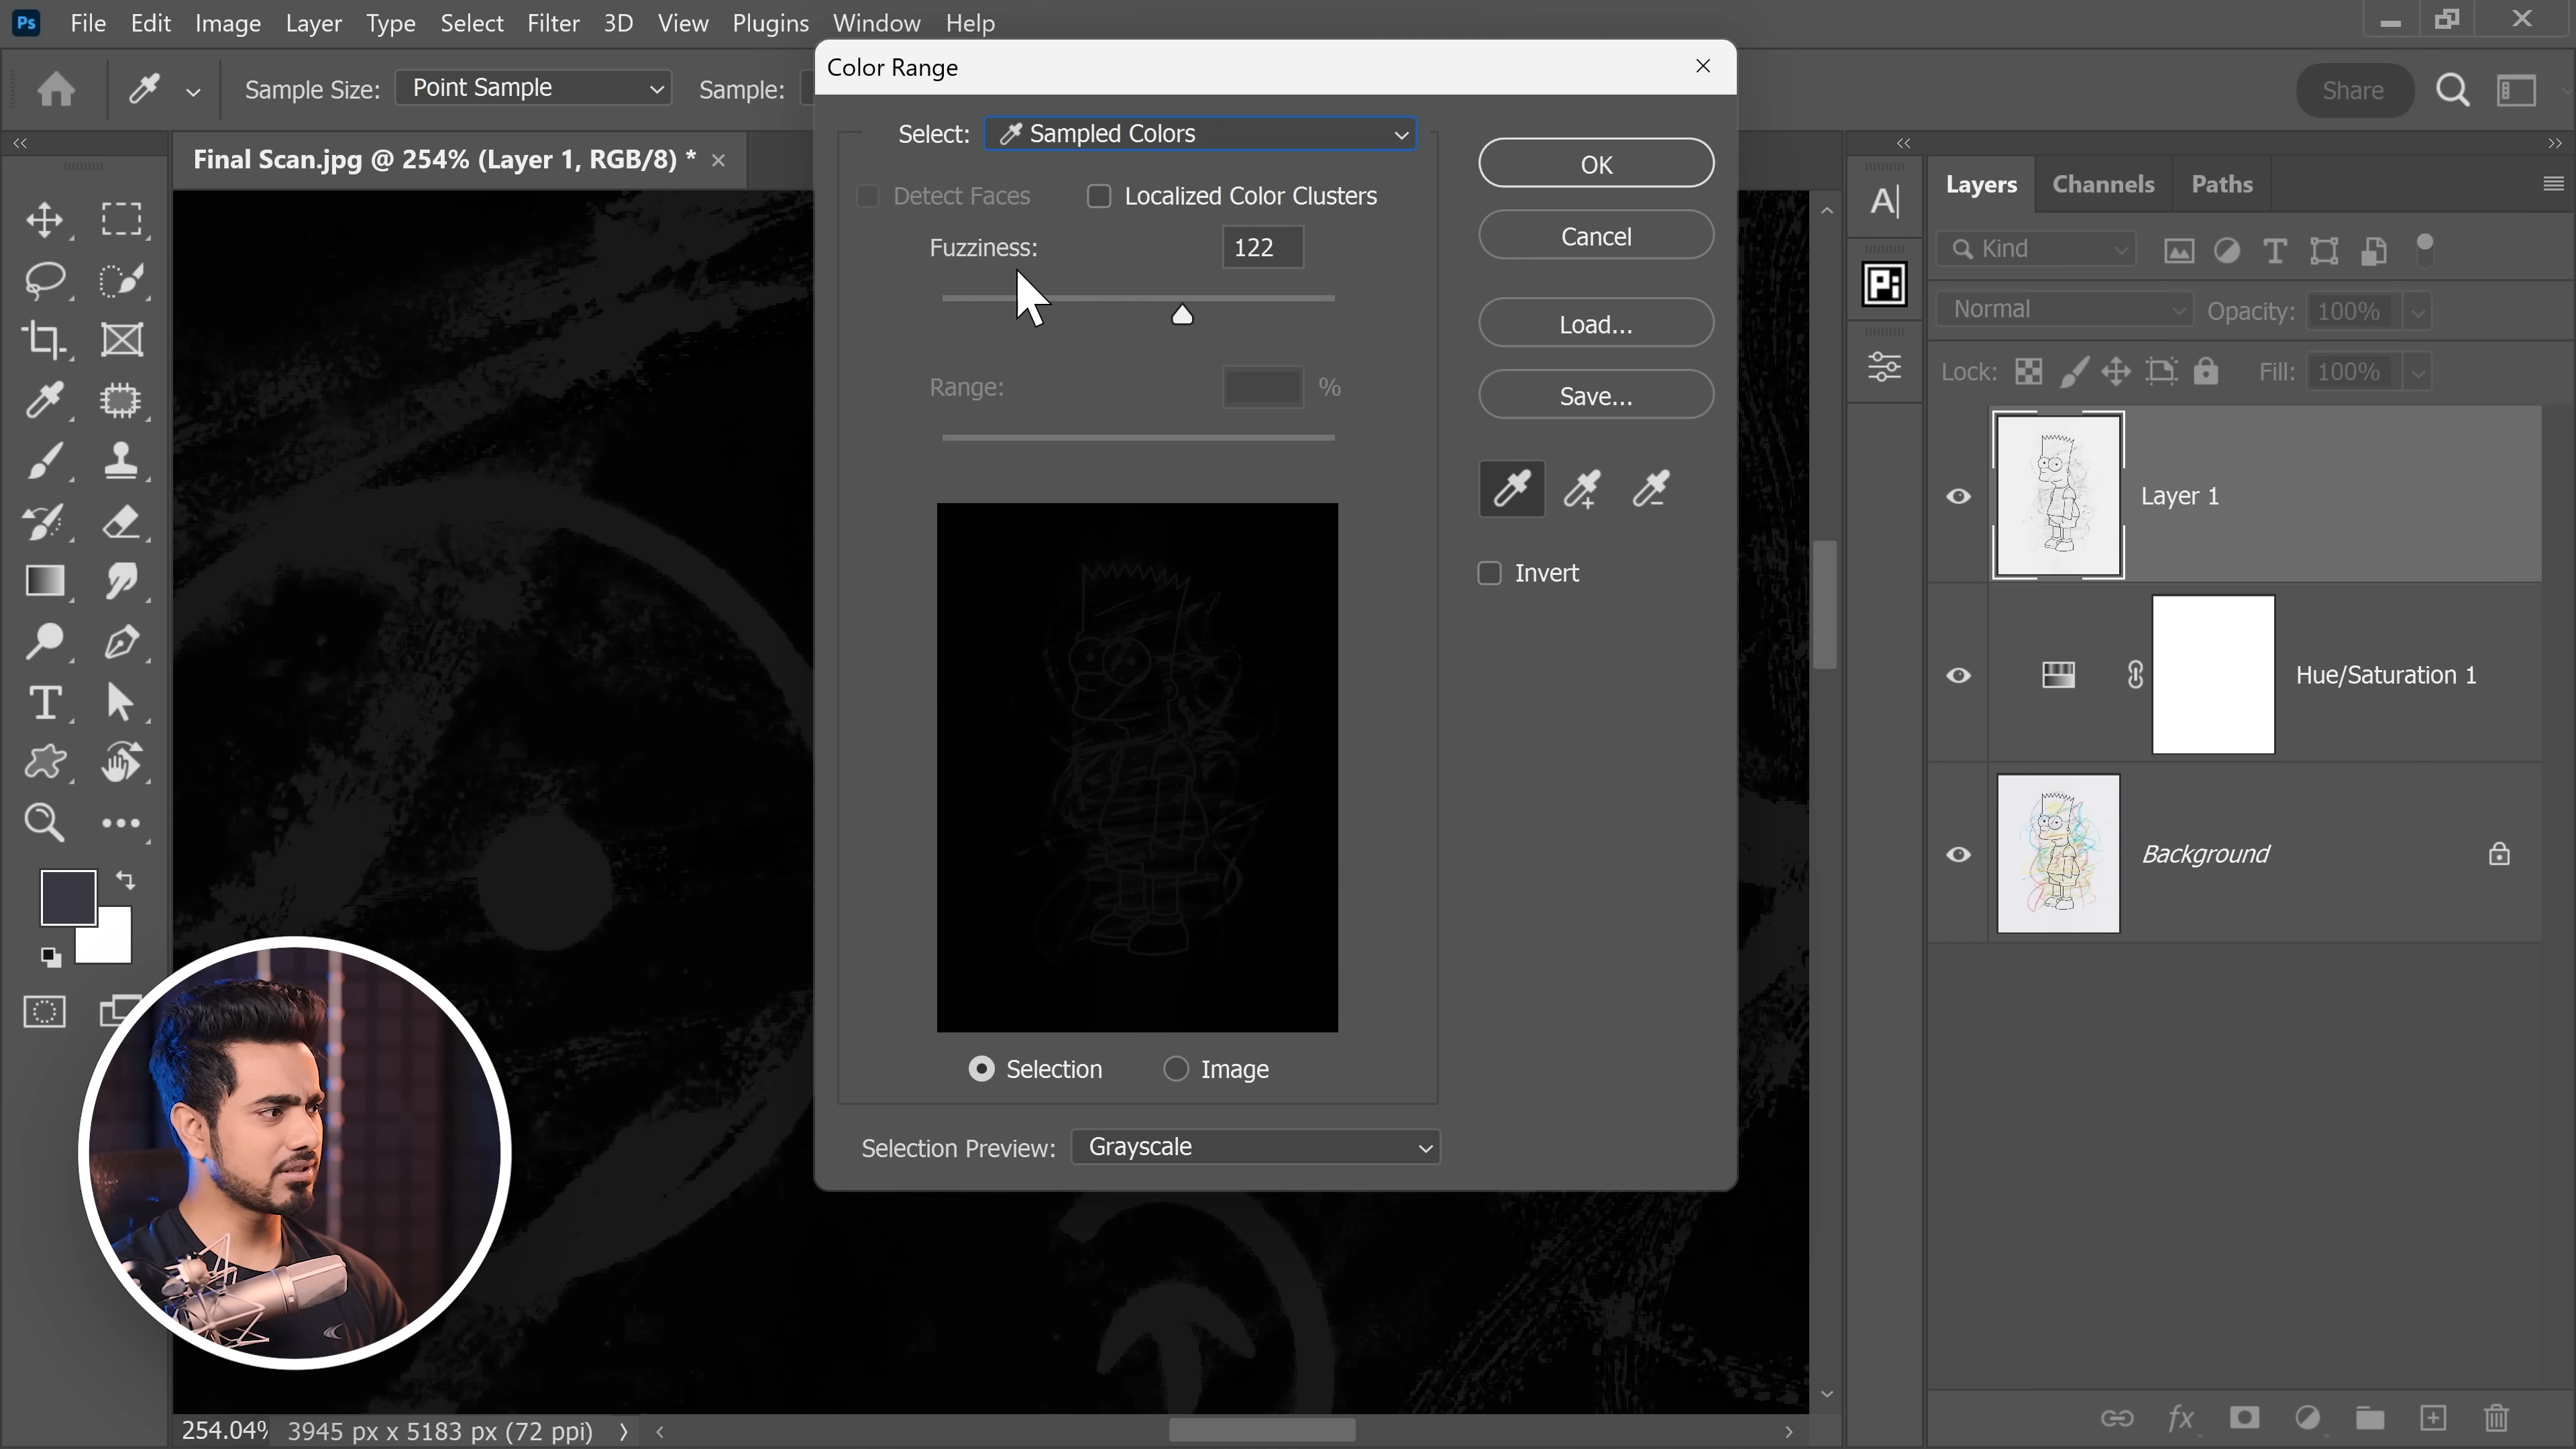 Ps File Edit Image Layer Type Select Filter 3D View Plugins Window Help
Color Range
Sample Size: Point Sample Sample:
Share
Select: Sampled Colors
OK
Final Scan.jpg @ 254% (Layer 1, RGB/8) *
Layers Channels Paths
Detect Faces Localized Color Clusters
Cancel
Fuzziness: 122
Kind
Normal Opacity: 100%
Load...
Lock: Fill: 100%
Range: %
Save...
Layer 1
Invert
Hue/Saturation 1
Background
Selection Image
Selection Preview: Grayscale
254.04% 3945 px x 5183 px (72 ppi)